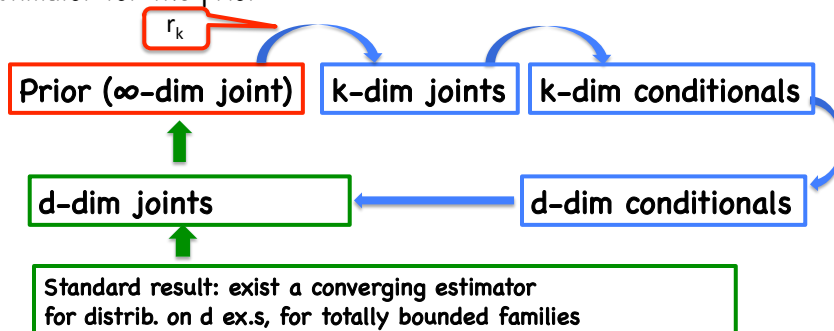 r_k
Prior (∞-dim joint)
k-dim joints
k-dim conditionals
d-dim joints
d-dim conditionals
Standard result: exist a converging estimator
for distrib. on d ex.s, for totally bounded families